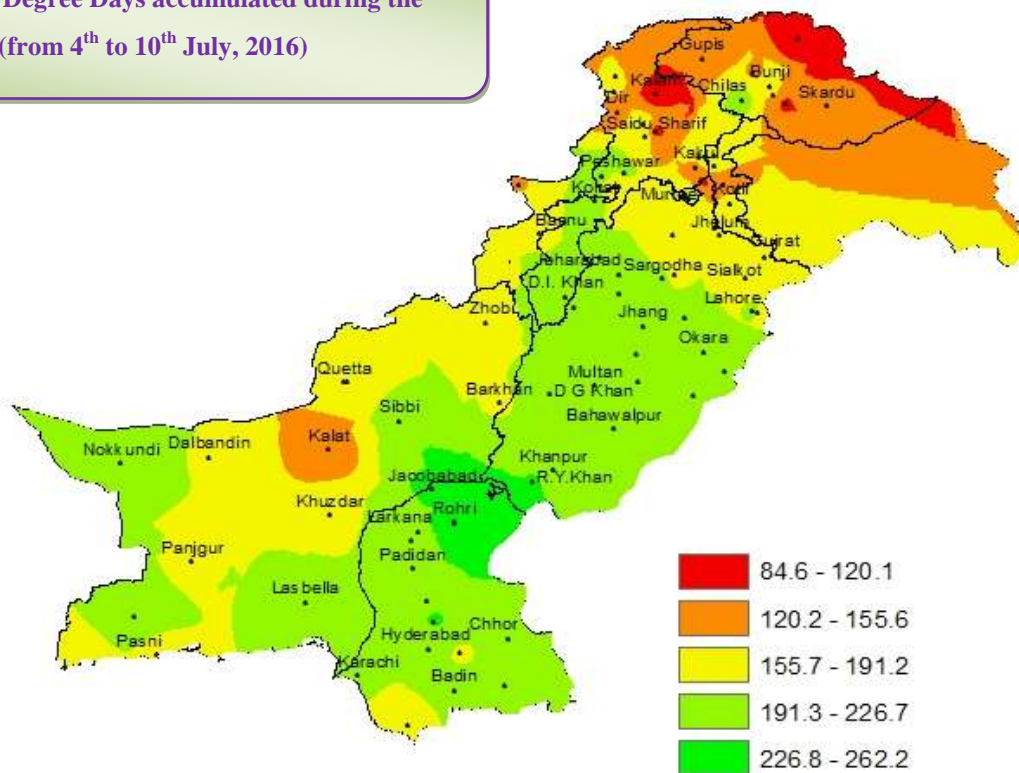 Degree Days accumulated during the
(from 4th to 10th July, 2016)
Gupis
Bunji
Kalam
Chilas
Skardu
Dir
Saidu Sharif
Kakul
Peshawar
Kohat
Murree
Kotli
Bannu
Jhelum
Gujrat
Joharabad
Sargodha
Sialkot
D.I. Khan
Lahore
Zhob
Jhang
Okara
Quetta
Multan
Barkhan
D G Khan
Sibbi
Bahawalpur
Kalat
Dalbandin
Nokkundi
Khanpur
Jacobabad
R.Y.Khan
Khuzdar
Rohri
Larkana
Panjgur
Padidan
Lasbella
Chhor
Hyderabad
Pasni
Karachi
Badin
84.6 - 120.1
120.2 - 155.6
155.7 - 191.2
191.3 - 226.7
226.8 - 262.2